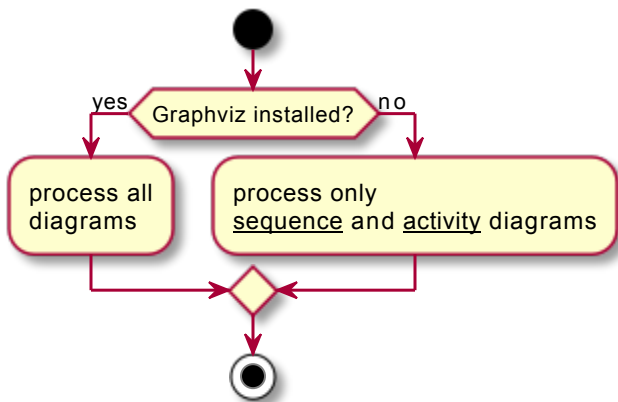 yes
Graphviz installed?
no
process all
diagrams
process only
sequence and activity diagrams